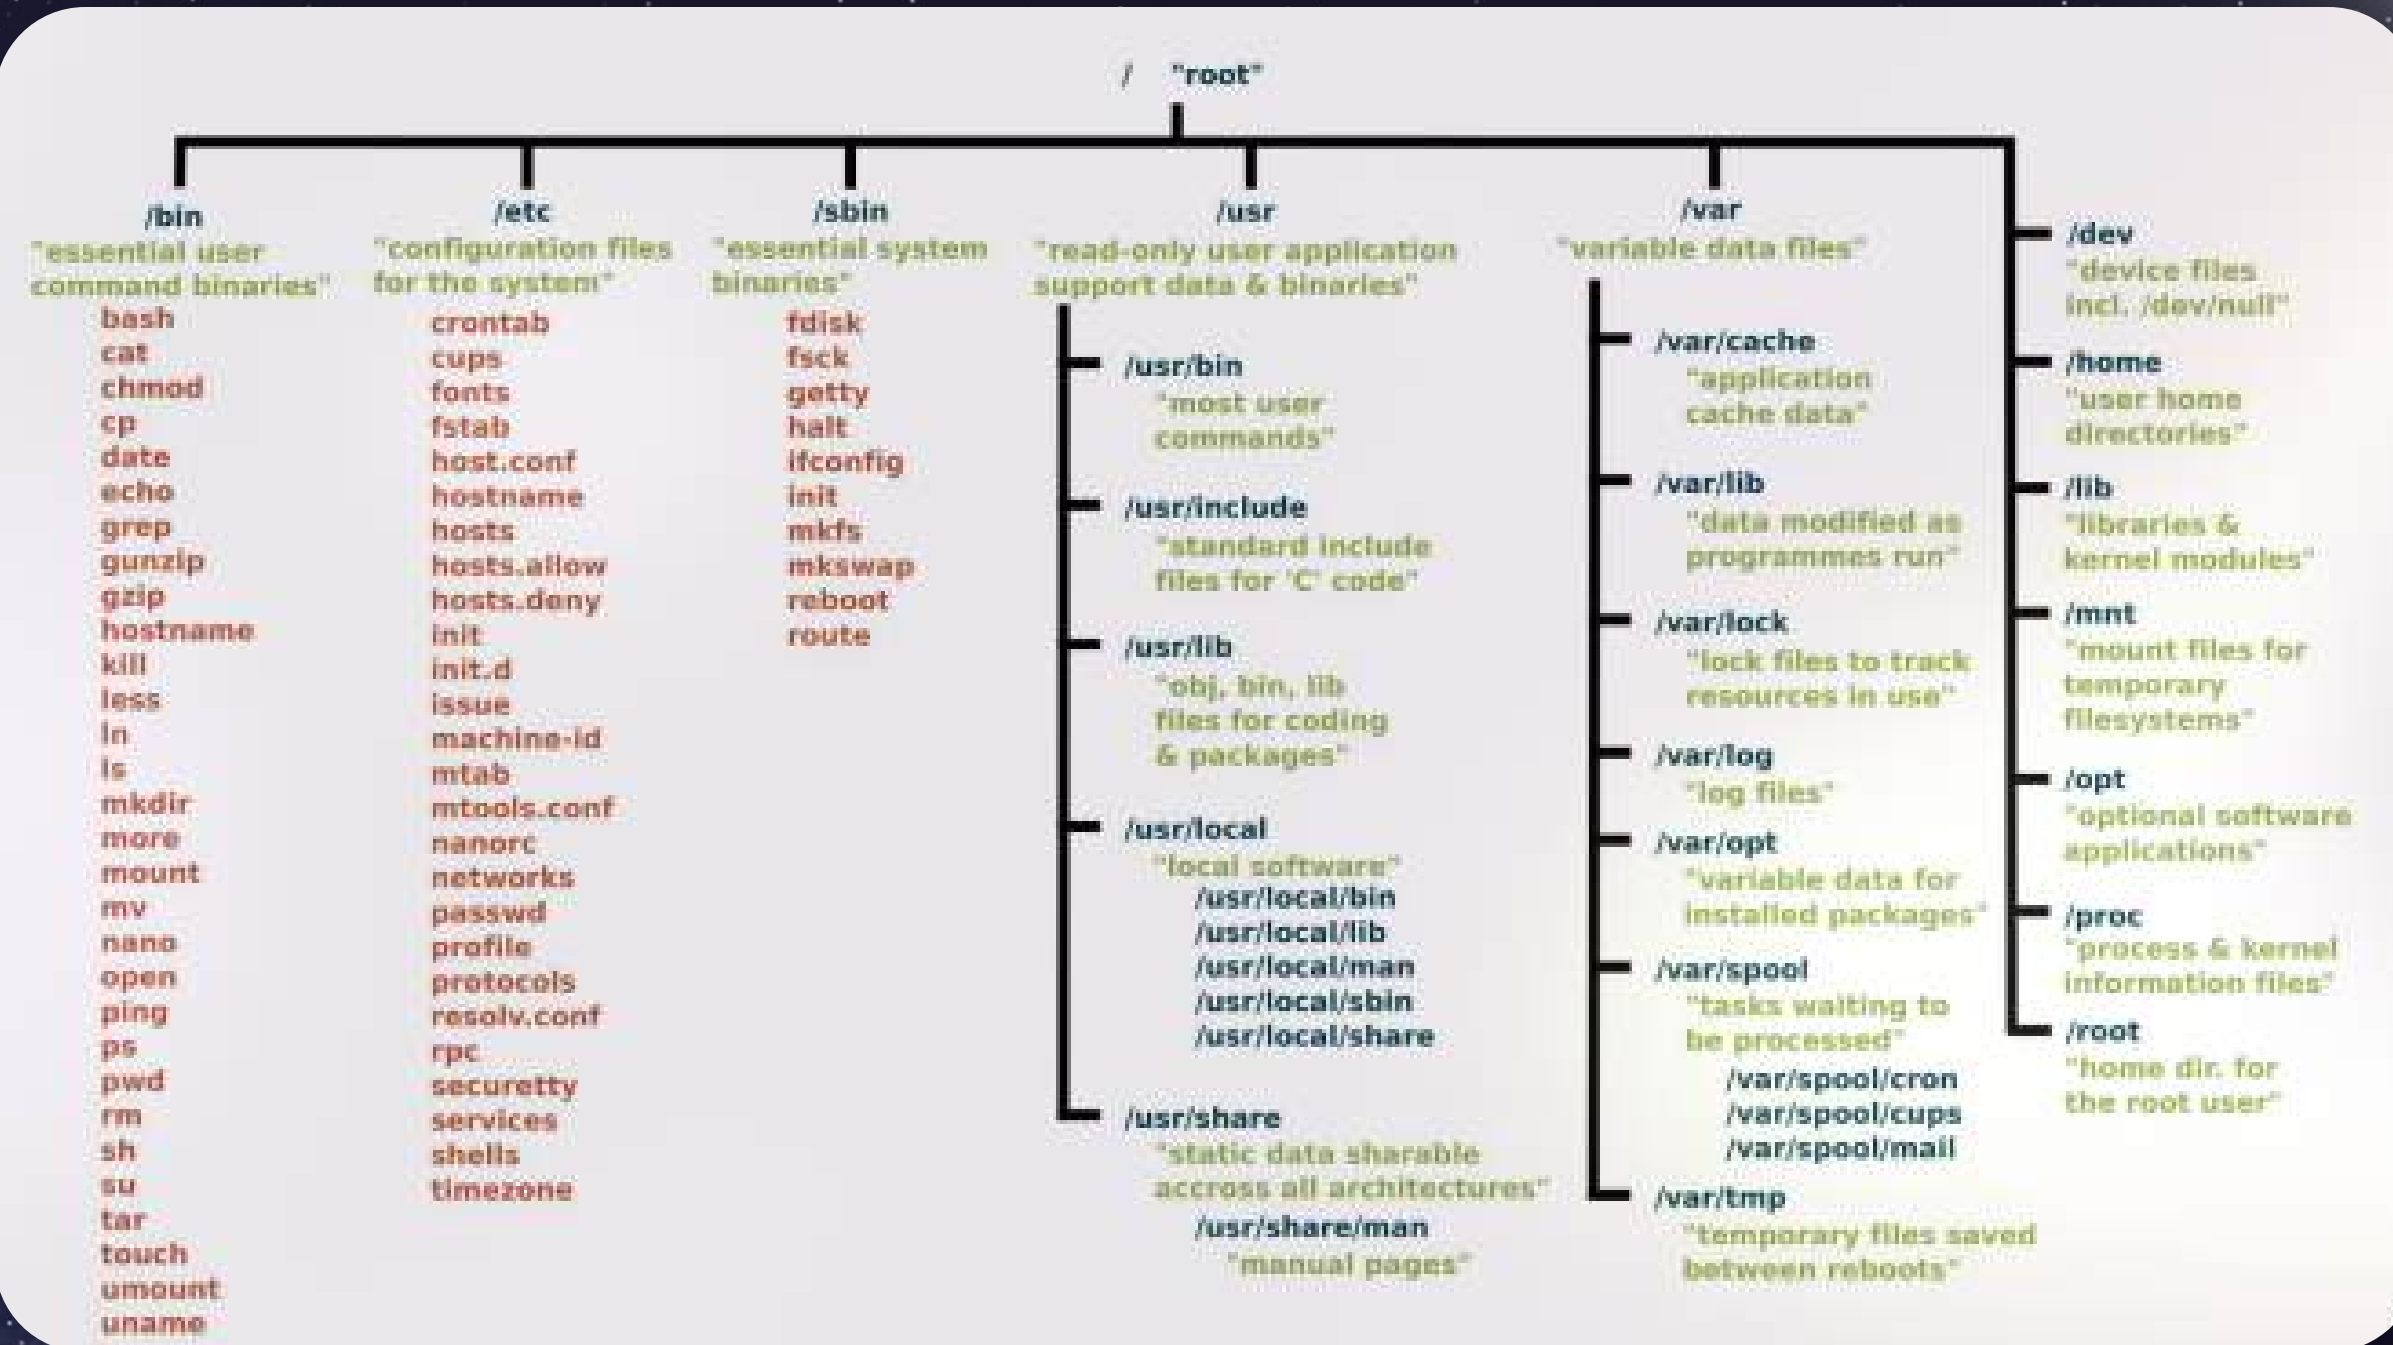 / "root"
/bin
"essential user
command binaries"
bash
cat
chmod
cp
date
echo
grep
gunzip
gzip
hostname
kill
less
ln
ls
mkdir
more
mount
mv
nano
open
ping
ps
pwd
rm
sh
su
tar
touch
umount
uname
/etc
"configuration files
for the system"
crontab
cups
fonts
fstab
host.conf
hostname
hosts
hosts.allow
hosts.deny
init
init.d
issue
machine-id
mtab
mtools.conf
nanorc
networks
passwd
profile
protocols
resolv.conf
rpc
securetty
services
shells
timezone
/sbin
"essential system
binaries"
fdisk
fsck
getty
halt
ifconfig
init
mkfs
mkswap
reboot
route
/usr
"read-only user application
support data & binaries"
/usr/bin
"most user
commands"
/usr/include
"standard include
files for 'C' code"
/usr/lib
"obj, bin, lib
files for coding
& packages"
/usr/local
"local software"
/usr/local/bin
/usr/local/lib
/usr/local/man
/usr/local/sbin
/usr/local/share
/usr/share
"static data sharable
accross all architectures"
/usr/share/man
"manual pages"
/var
"variable data files"
/var/cache
"application
cache data"
/var/lib
"data modified as
programmes run"
/var/lock
"lock files to track
resources in use"
/var/log
"log files"
/var/opt
"variable data for
installed packages"
/var/spool
"tasks waiting to
be processed"
/var/spool/cron
/var/spool/cups
/var/spool/mail
/var/tmp
"temporary files saved
between reboots"
/dev
"device files
incl. /dev/null"
/home
"user home
directories"
/lib
"libraries &
kernel modules"
/mnt
"mount files for
temporary
filesystems"
/opt
"optional software
applications"
/proc
"process & kernel
information files"
/root
"home dir. for
the root user"